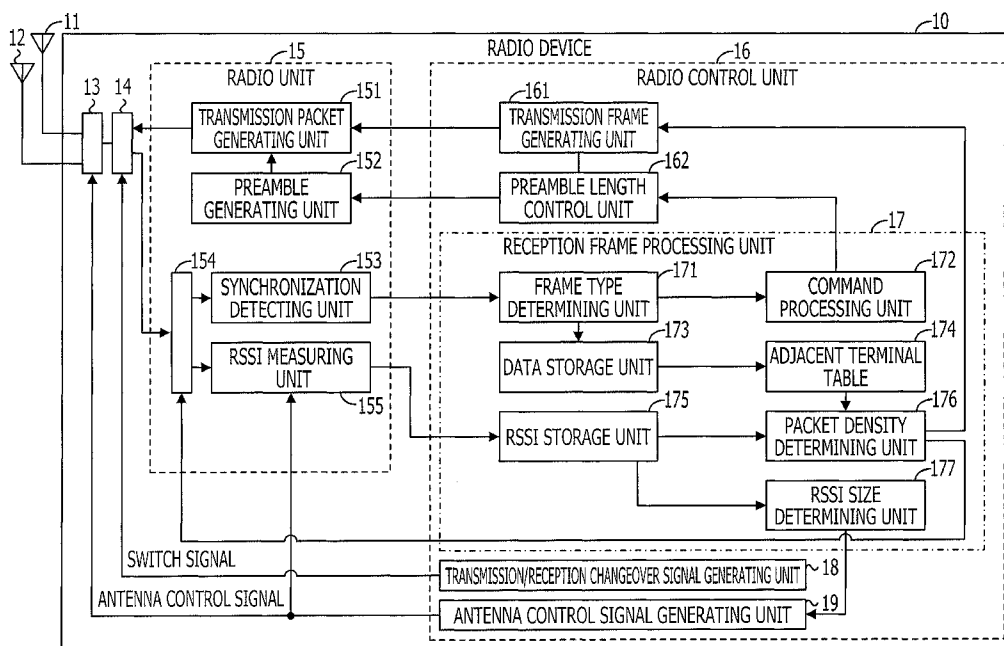 10
11
12
RADIO DEVICE
15
16
RADIO UNIT
RADIO CONTROL UNIT
13
14
151
161
TRANSMISSION PACKET
GENERATING UNIT
TRANSMISSION FRAME
GENERATING UNIT
152
162
PREAMBLE
GENERATING UNIT
PREAMBLE LENGTH
CONTROL UNIT
17
RECEPTION FRAME PROCESSING UNIT
154
153
171
172
SYNCHRONIZATION
DETECTING UNIT
FRAME TYPE
DETERMINING UNIT
COMMAND
PROCESSING UNIT
173
174
RSSI MEASURING
UNIT
DATA STORAGE UNIT
ADJACENT TERMINAL
TABLE
155
175
176
RSSI STORAGE UNIT
PACKET DENSITY
DETERMINING UNIT
177
RSSI SIZE
DETERMINING UNIT
SWITCH SIGNAL
TRANSMISSION/RECEPTION CHANGEOVER SIGNAL GENERATING UNIT
18
ANTENNA CONTROL SIGNAL
ANTENNA CONTROL SIGNAL GENERATING UNIT
19